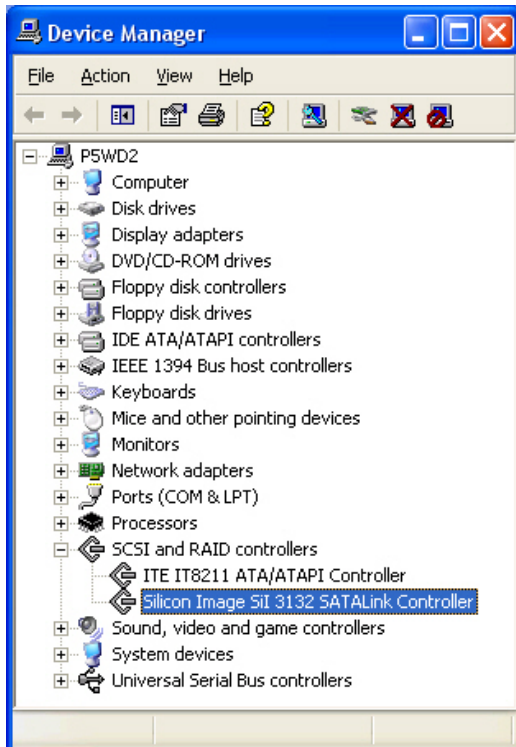 Device Manager
File Action View Help
P5WD2
Computer
Disk drives
Display adapters
DVD/CD-ROM drives
Floppy disk controllers
Floppy disk drives
IDE ATA/ATAPI controllers
IEEE 1394 Bus host controllers
Keyboards
Mice and other pointing devices
Monitors
Network adapters
Ports (COM & LPT)
Processors
SCSI and RAID controllers
ITE IT8211 ATA/ATAPI Controller
Silicon Image SiI 3132 SATALink Controller
Sound, video and game controllers
System devices
Universal Serial Bus controllers